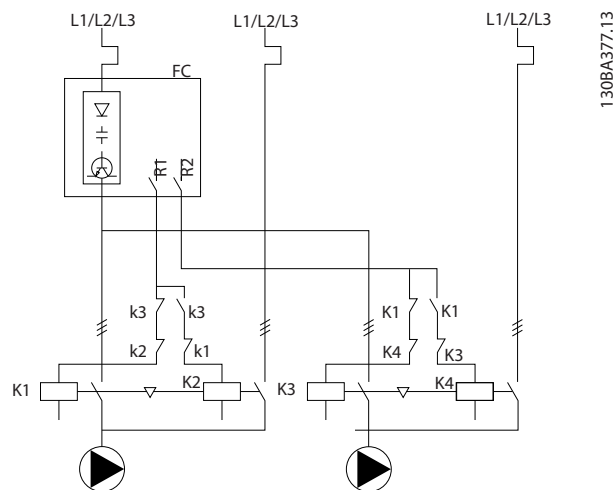 L1/L2/L3 L1/L2/L3 L1/L2/L3
130BA377.13
FC
R1 R2
k3 k3 K1 K1
k2 k1 K4 K3
K1 K2 K3 K4